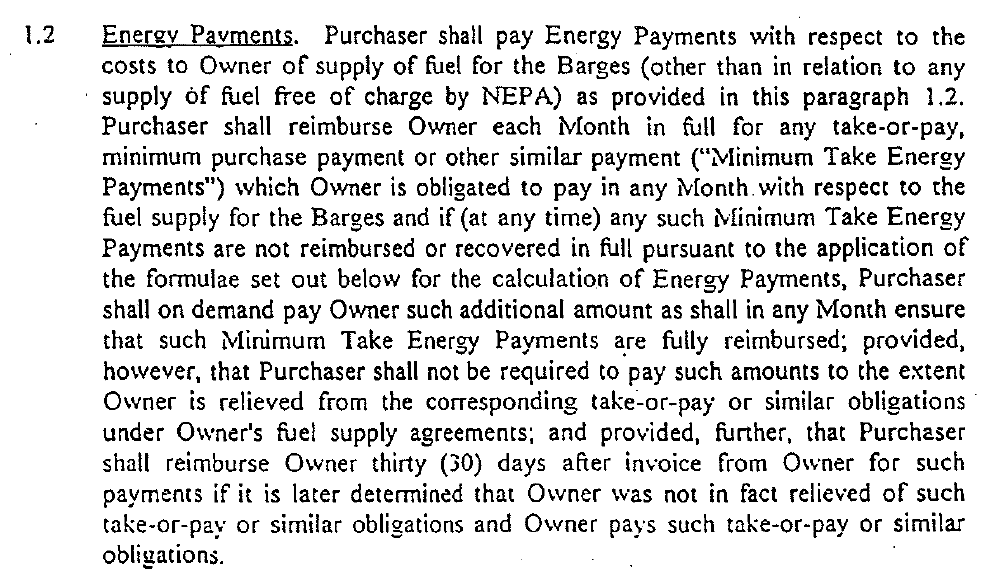 1.2 Energy Payments. Purchaser shall pay Energy Payments with respect to the
costs to Owner of supply of fuel for the Barges (other than in relation to any
supply of fuel free of charge by NEPA) as provided in this paragraph 1.2.
Purchaser shall reimburse Owner each Month in full for any take-or-pay,
minimum purchase payment or other similar payment ("Minimum Take Energy
Payments") which Owner is obligated to pay in any Month with respect to the
fuel supply for the Barges and if (at any time) any such Minimum Take Energy
Payments are not reimbursed or recovered in full pursuant to the application of
the formulae set out below for the calculation of Energy Payments, Purchaser
shall on demand pay Owner such additional amount as shall in any Month ensure
that such Minimum Take Energy Payments are fully reimbursed; provided,
however, that Purchaser shall not be required to pay such amounts to the extent
Owner is relieved from the corresponding take-or-pay or similar obligations
under Owner's fuel supply agreements; and provided, further, that Purchaser
shall reimburse Owner thirty (30) days after invoice from Owner for such
payments if it is later determined that Owner was not in fact relieved of such
take-or-pay or similar obligations and Owner pays such take-or-pay or similar
obligations.